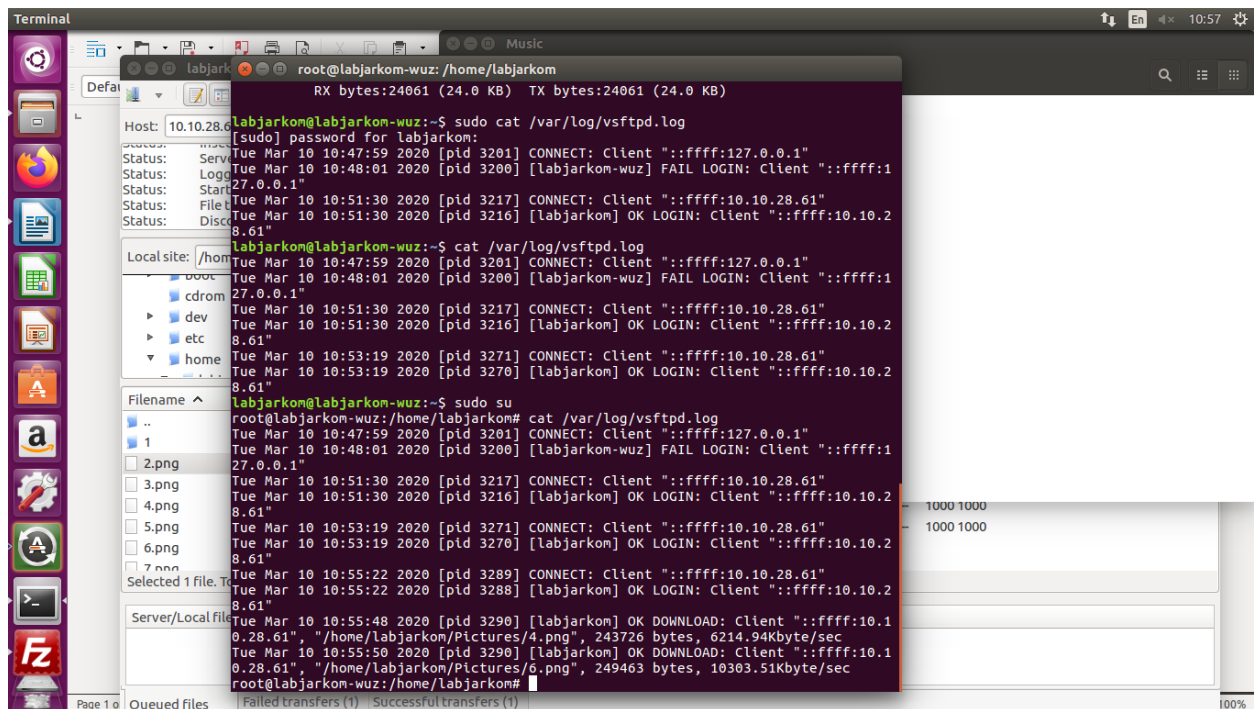 Terminal
En
10:57
Music
labjark
root@labjarkom-wuz: /home/labjarkom
Host: 10.10.28.6
Status: Serve
Status: Logg
Status: Start
Status: File t
Status: Disco
Local site: /hom
cdrom
dev
etc
home
Filename
..
1
2.png
3.png
4.png
5.png
6.png
7.png
Selected 1 file. To
Server/Local file
Queued files
Failed transfers (1)
Successful transfers (1)
Page 1 o
RX bytes:24061 (24.0 KB)  TX bytes:24061 (24.0 KB)
labjarkom@labjarkom-wuz:~$ sudo cat /var/log/vsftpd.log
[sudo] password for labjarkom:
Tue Mar 10 10:47:59 2020 [pid 3201] CONNECT: Client "::ffff:127.0.0.1"
Tue Mar 10 10:48:01 2020 [pid 3200] [labjarkom-wuz] FAIL LOGIN: Client "::ffff:1
27.0.0.1"
Tue Mar 10 10:51:30 2020 [pid 3217] CONNECT: Client "::ffff:10.10.28.61"
Tue Mar 10 10:51:30 2020 [pid 3216] [labjarkom] OK LOGIN: Client "::ffff:10.10.2
8.61"
labjarkom@labjarkom-wuz:~$ cat /var/log/vsftpd.log
Tue Mar 10 10:47:59 2020 [pid 3201] CONNECT: Client "::ffff:127.0.0.1"
Tue Mar 10 10:48:01 2020 [pid 3200] [labjarkom-wuz] FAIL LOGIN: Client "::ffff:1
27.0.0.1"
Tue Mar 10 10:51:30 2020 [pid 3217] CONNECT: Client "::ffff:10.10.28.61"
Tue Mar 10 10:51:30 2020 [pid 3216] [labjarkom] OK LOGIN: Client "::ffff:10.10.2
8.61"
Tue Mar 10 10:53:19 2020 [pid 3271] CONNECT: Client "::ffff:10.10.28.61"
Tue Mar 10 10:53:19 2020 [pid 3270] [labjarkom] OK LOGIN: Client "::ffff:10.10.2
8.61"
labjarkom@labjarkom-wuz:~$ sudo su
root@labjarkom-wuz:/home/labjarkom# cat /var/log/vsftpd.log
Tue Mar 10 10:47:59 2020 [pid 3201] CONNECT: Client "::ffff:127.0.0.1"
Tue Mar 10 10:48:01 2020 [pid 3200] [labjarkom-wuz] FAIL LOGIN: Client "::ffff:1
27.0.0.1"
Tue Mar 10 10:51:30 2020 [pid 3217] CONNECT: Client "::ffff:10.10.28.61"
Tue Mar 10 10:51:30 2020 [pid 3216] [labjarkom] OK LOGIN: Client "::ffff:10.10.2
8.61"
Tue Mar 10 10:53:19 2020 [pid 3271] CONNECT: Client "::ffff:10.10.28.61"
Tue Mar 10 10:53:19 2020 [pid 3270] [labjarkom] OK LOGIN: Client "::ffff:10.10.2
8.61"
Tue Mar 10 10:55:22 2020 [pid 3289] CONNECT: Client "::ffff:10.10.28.61"
Tue Mar 10 10:55:22 2020 [pid 3288] [labjarkom] OK LOGIN: Client "::ffff:10.10.2
8.61"
Tue Mar 10 10:55:48 2020 [pid 3290] [labjarkom] OK DOWNLOAD: Client "::ffff:10.1
0.28.61", "/home/labjarkom/Pictures/4.png", 243726 bytes, 6214.94Kbyte/sec
Tue Mar 10 10:55:50 2020 [pid 3290] [labjarkom] OK DOWNLOAD: Client "::ffff:10.1
0.28.61", "/home/labjarkom/Pictures/6.png", 249463 bytes, 10303.51Kbyte/sec
root@labjarkom-wuz:/home/labjarkom#
1000 1000
1000 1000
100%